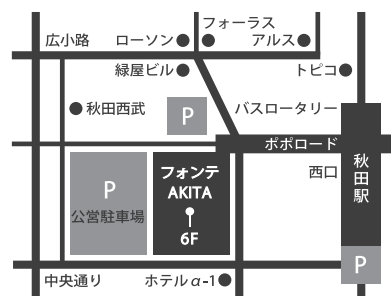 フォーラス
広小路 ローソン アルス
緑屋ビル トピコ
秋田西武 P バスロータリー
ポポロード
P
公営駐車場
フォンテ
AKITA
6F
西口
秋田駅
P
中央通り ホテルα-1